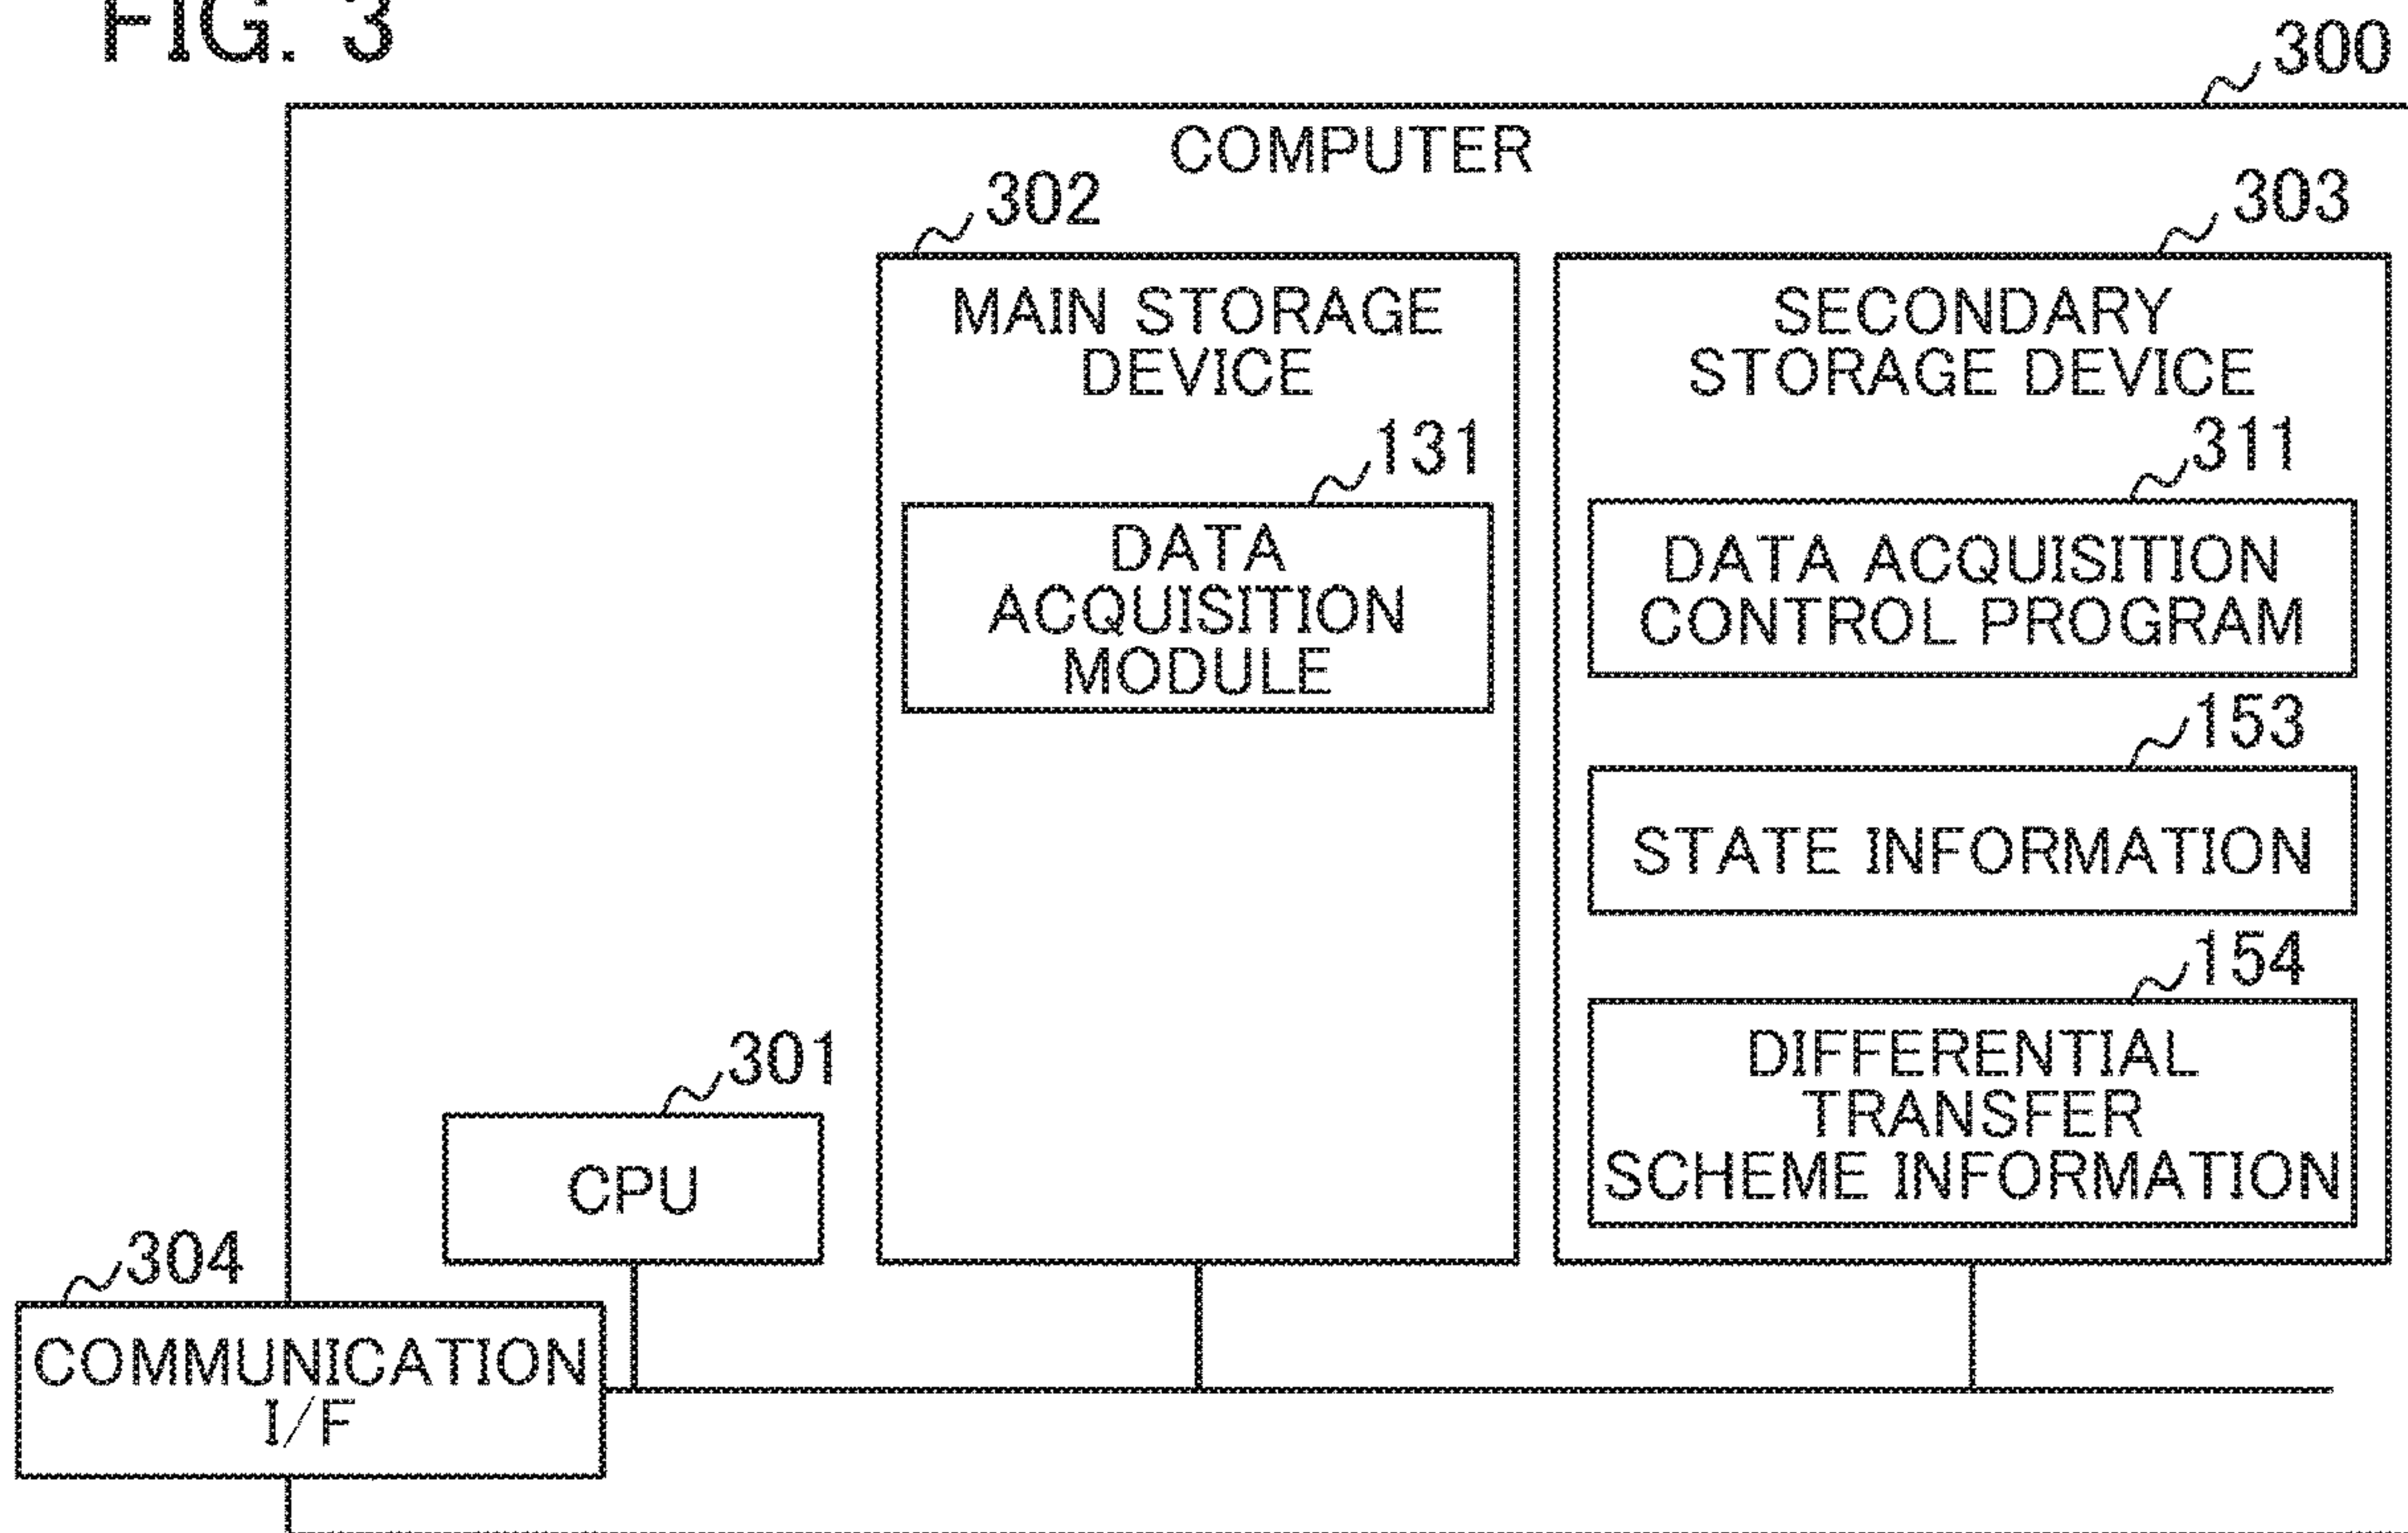 FIG. 3
300
COMPUTER
302
303
MAIN STORAGE
DEVICE
SECONDARY
STORAGE DEVICE
131
311
DATA
ACQUISITION
MODULE
DATA ACQUISITION
CONTROL PROGRAM
153
STATE INFORMATION
154
DIFFERENTIAL
TRANSFER
SCHEME INFORMATION
301
CPU
304
COMMUNICATION
I/F